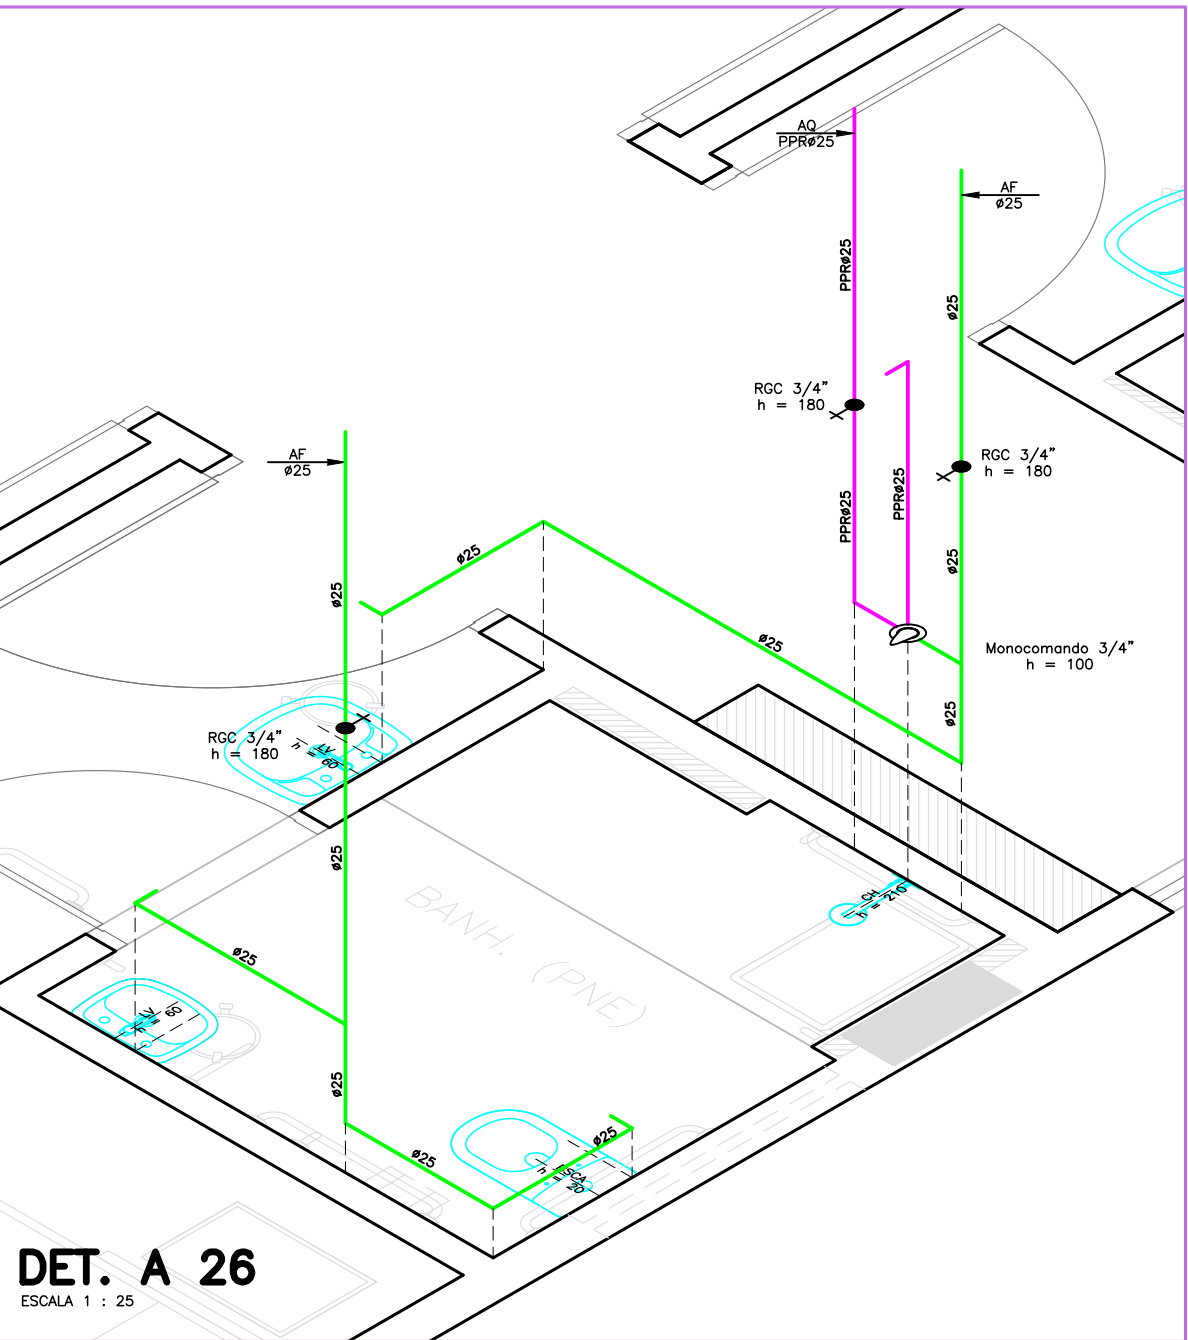 AQ
PPRø25
AF
ø25
PPRø25
ø25
RGC 3/4"
h = 180
RGC 3/4"
h = 180
AF
ø25
PPRø25
PPRø25
ø25
ø25
ø25
ø25
Monocomando 3/4"
h = 100
ø25
RGC 3/4"
h = 180
LV
h = 60
ø25
CH
h = 210
BANH. (PNE)
ø25
LV
h = 60
ø25
ø25
ø25
h = 20
DET. A 26
ESCALA 1 : 25